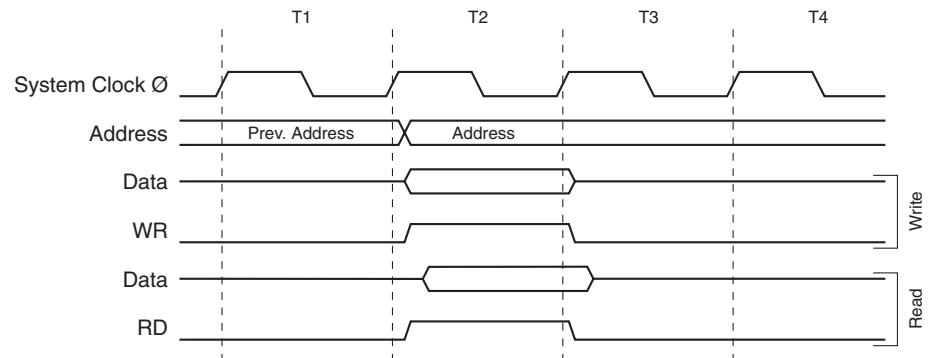 T1 T2 T3 T4
System Clock Ø
Address Prev. Address Address
Data
WR
Write
Data
RD
Read